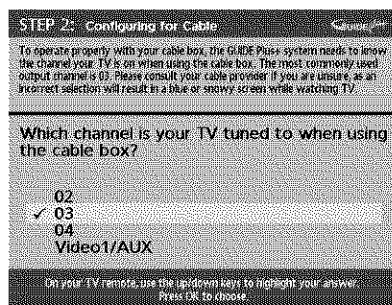 STEP 2: Configuring for Cable
To operate properly with your cable box, the GUIDE Plus+ system needs to know
the channel your TV is on when using the cable box. The most commonly used
output channel is 03. Please consult your cable provider if you are unsure, as an
incorrect selection will result in a blue or snowy screen while watching TV.
Which channel is your TV tuned to when using
the cable box?
02
✓ 03
04
Video1/AUX
On your TV remote, use the up/down keys to highlight your answer.
Press OK to choose.